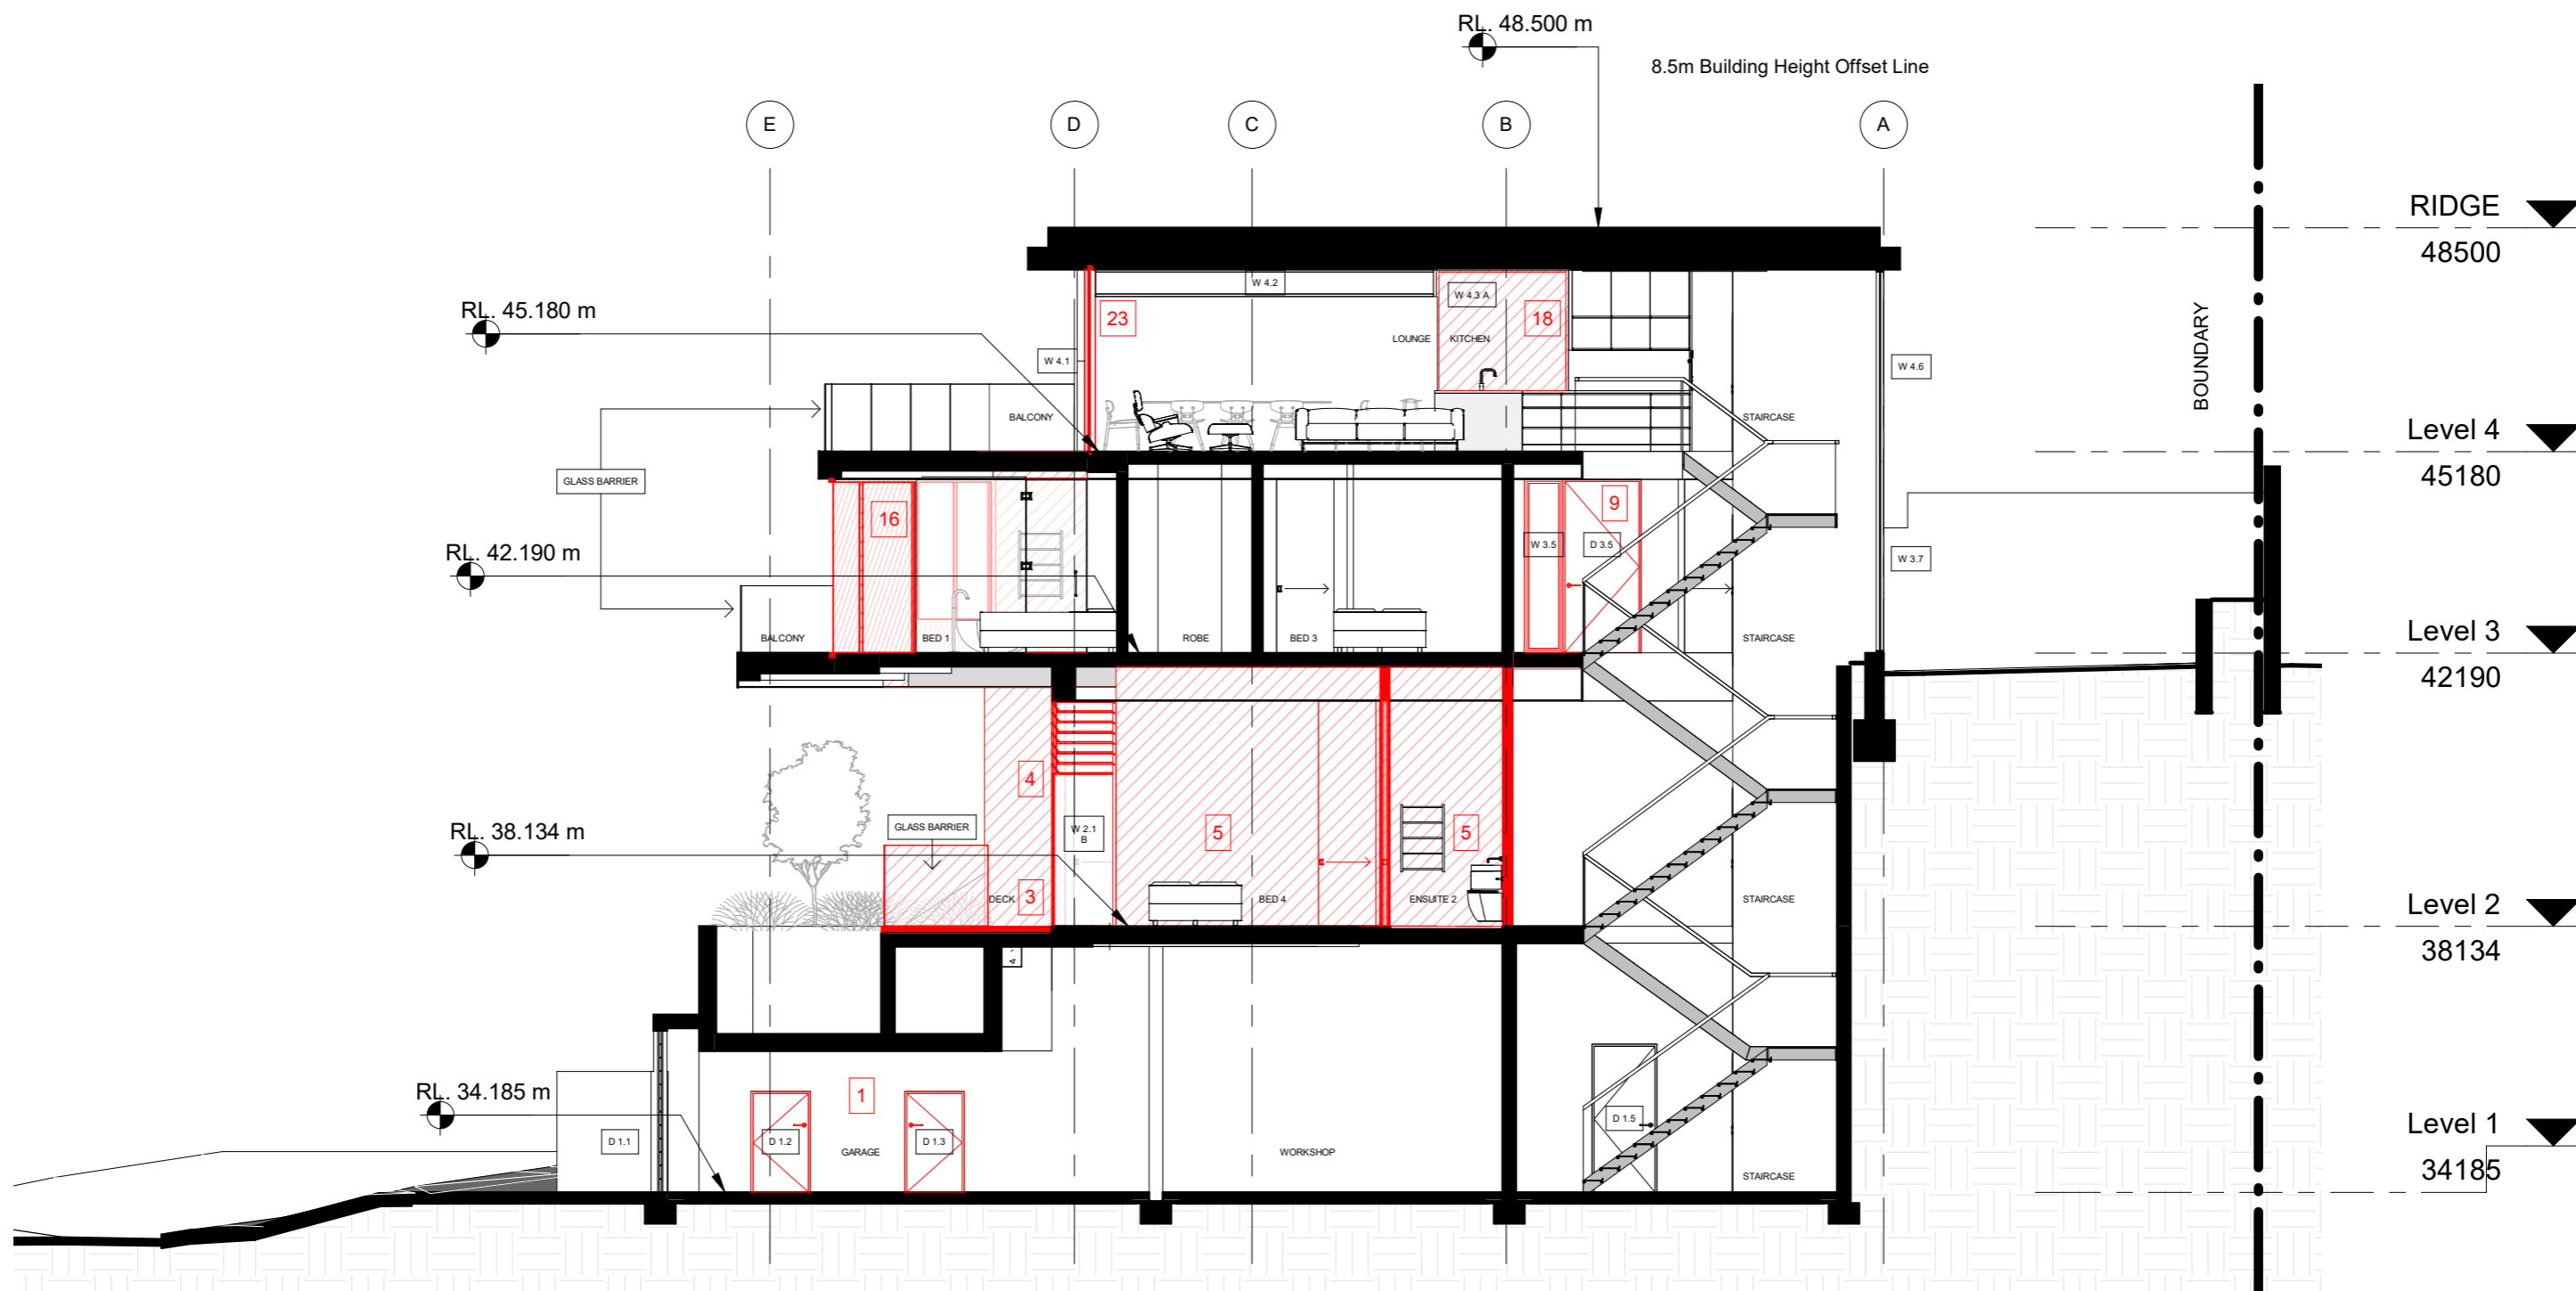 RL. 48.500 m
8.5m Building Height Offset Line
E
D
C
B
A
RIDGE
48500
W 4.2
W 4.3 A
23
18
RL. 45.180 m
LOUNGE
KITCHEN
W 4.1
W 4.6
BOUNDARY
BALCONY
STAIRCASE
Level 4
45180
GLASS BARRIER
16
9
RL. 42.190 m
W 3.5
D 3.5
W 3.7
BALCONY
BED 1
ROBE
BED 3
STAIRCASE
Level 3
42190
4
GLASS BARRIER
RL. 38.134 m
W 2.1
B
5
5
DECK
3
BED 4
ENSUITE 2
STAIRCASE
Level 2
38134
RL. 34.185 m
1
D 1.1
D 1.2
D 1.3
D 1.5
GARAGE
WORKSHOP
STAIRCASE
Level 1
34185